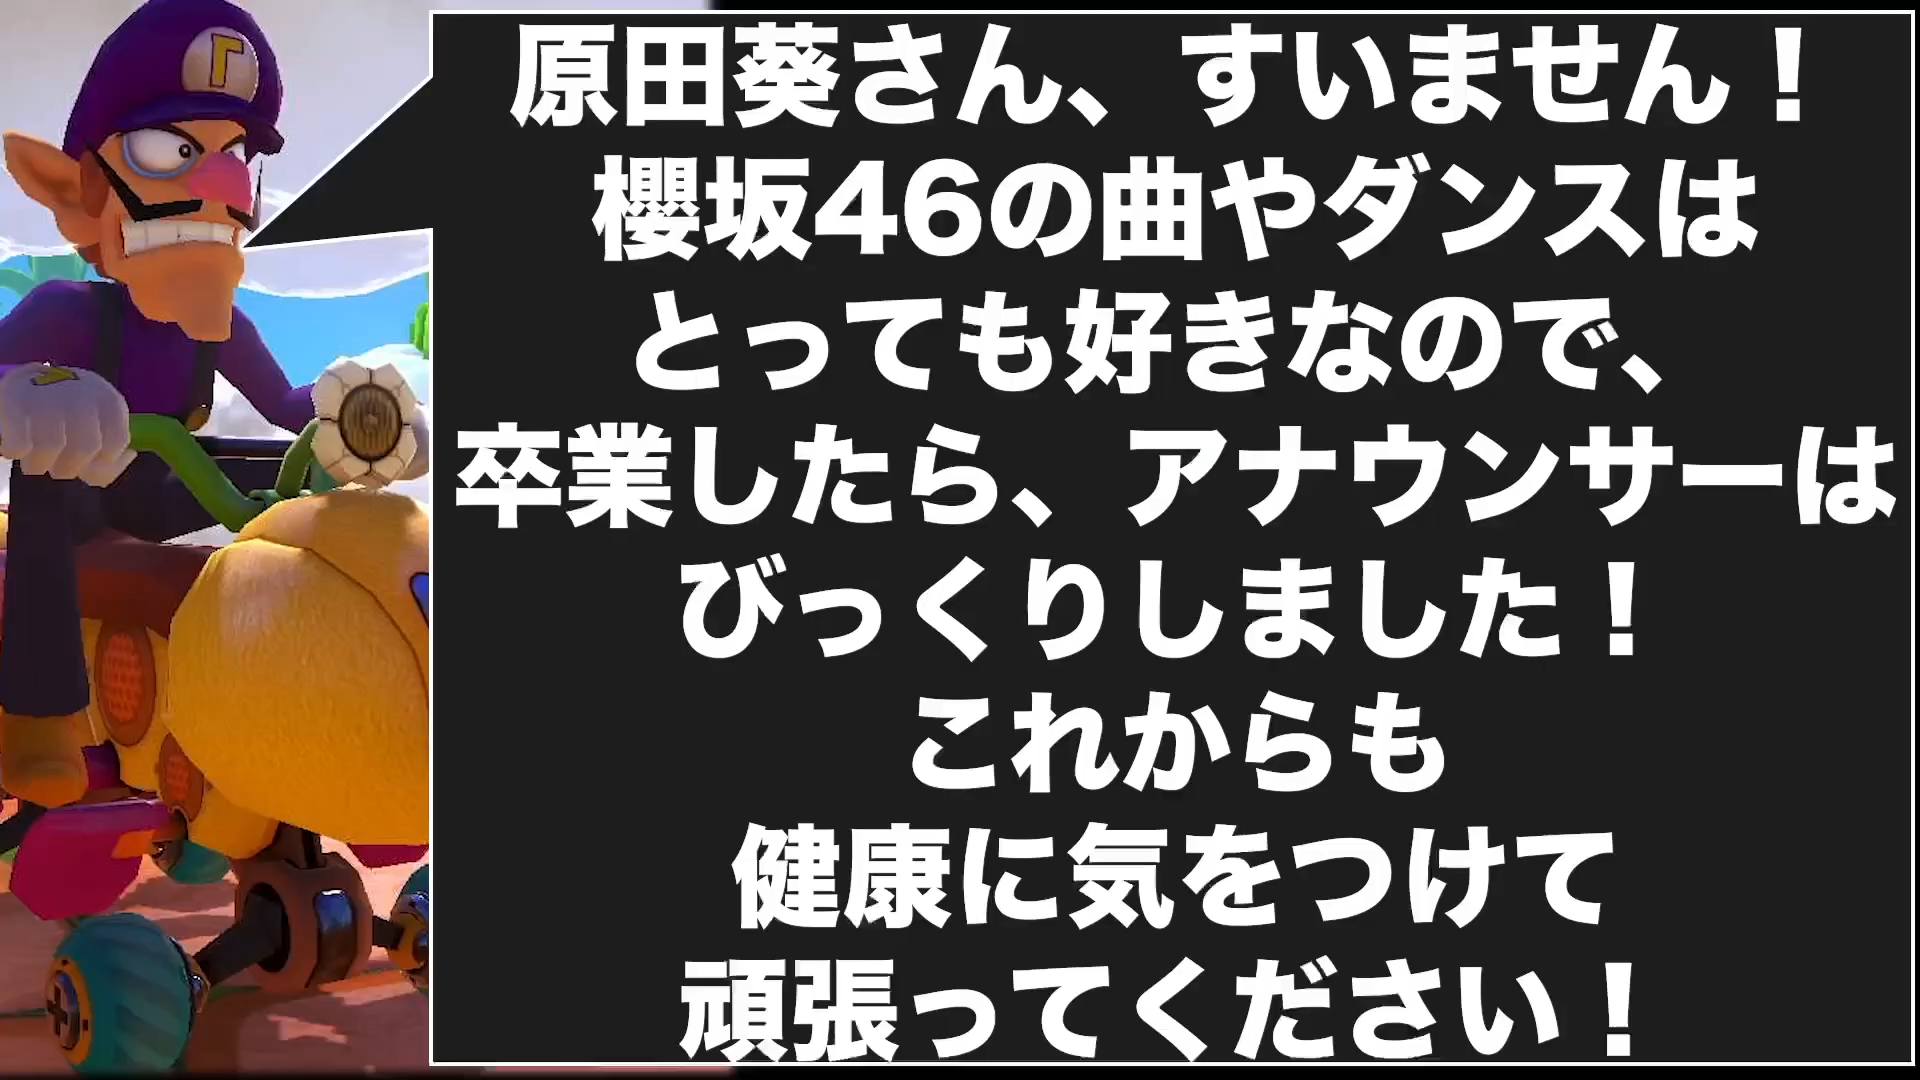 原田葵さん、すいません！
櫻坂46の曲やダンスは
とっても好きなので、
卒業したら、アナウンサーは
びっくりしました！
これからも
健康に気をつけて
頑張ってください！